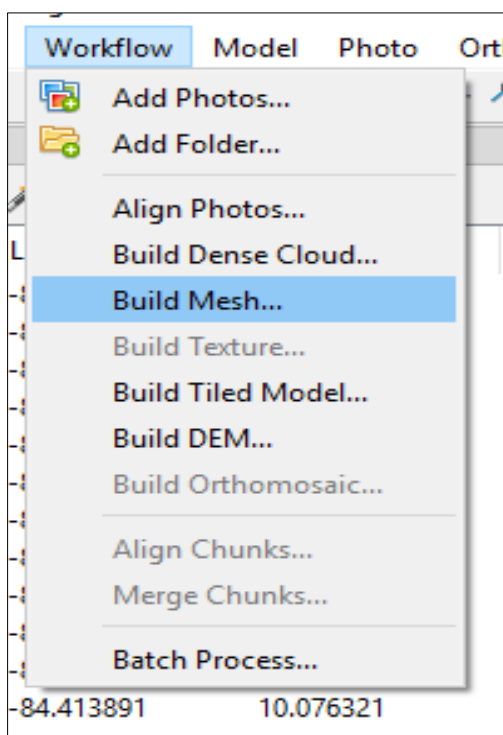 Workflow Model Photo Ort
Add Photos...
Add Folder...
Align Photos...
Build Dense Cloud...
Build Mesh...
Build Texture...
Build Tiled Model...
Build DEM...
Build Orthomosaic...
Align Chunks...
Merge Chunks...
Batch Process...
-84.413891 10.076321